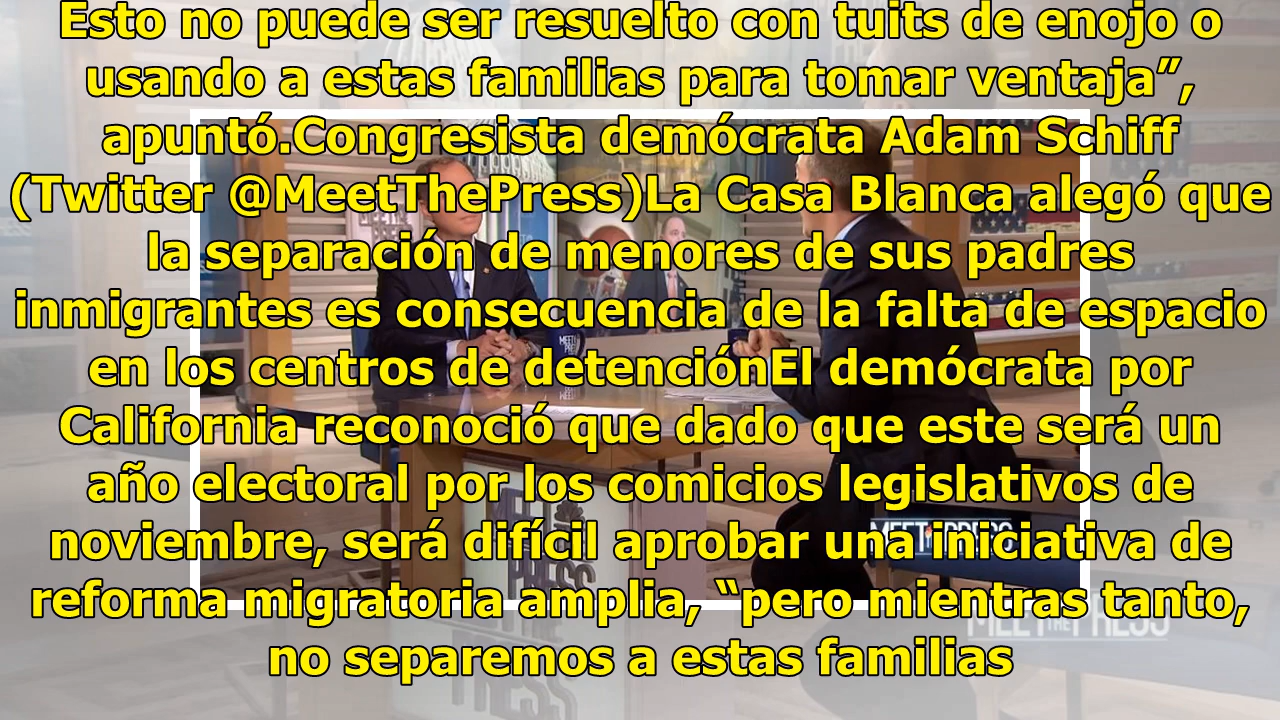 Esto no puede ser resuelto con tuits de enojo o
usando a estas familias para tomar ventaja”,
apuntó.Congresista demócrata Adam Schiff
(Twitter @MeetThePress)La Casa Blanca alegó que
la separación de menores de sus padres
inmigrantes es consecuencia de la falta de espacio
en los centros de detenciónEl demócrata por
California reconoció que dado que este será un
año electoral por los comicios legislativos de
noviembre, será difícil aprobar una iniciativa de
reforma migratoria amplia, “pero mientras tanto,
no separemos a estas familias
MEET THE PRESS